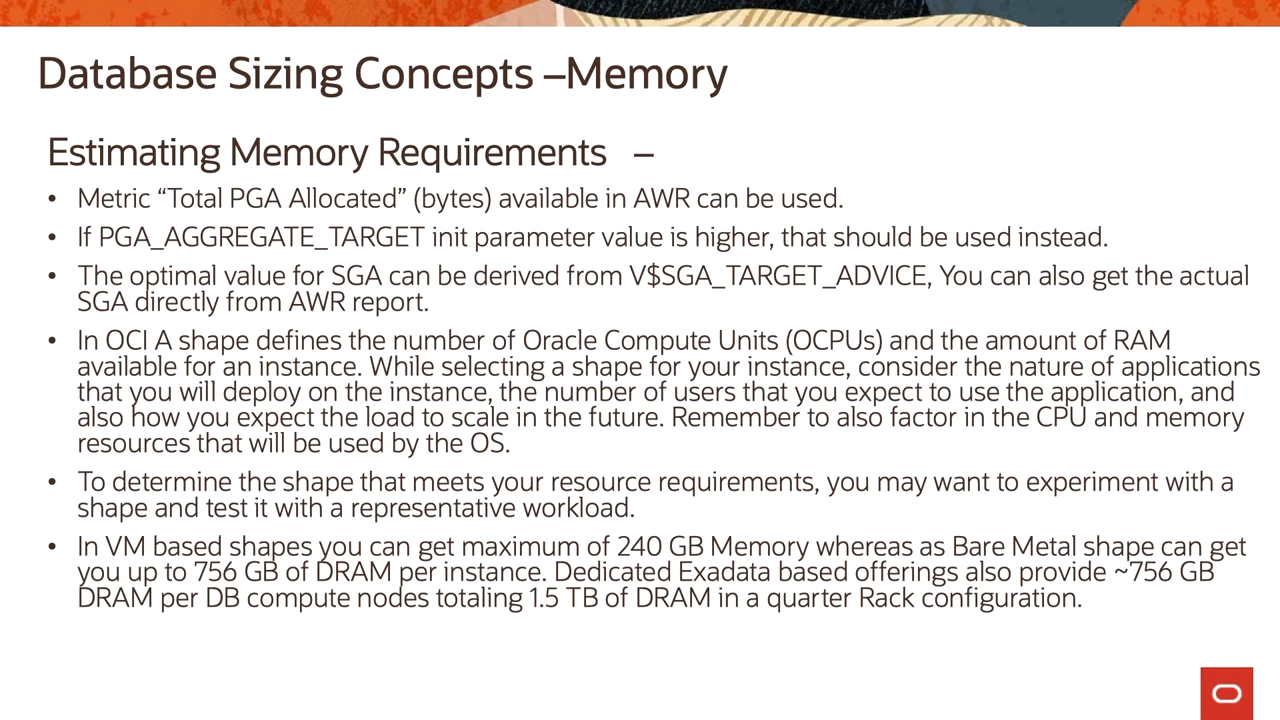 Database Sizing Concepts –Memory
Estimating Memory Requirements –
• Metric “Total PGA Allocated” (bytes) available in AWR can be used.
• If PGA_AGGREGATE_TARGET init parameter value is higher, that should be used instead.
• The optimal value for SGA can be derived from V$SGA_TARGET_ADVICE, You can also get the actual
SGA directly from AWR report.
• In OCI A shape defines the number of Oracle Compute Units (OCPUs) and the amount of RAM
available for an instance. While selecting a shape for your instance, consider the nature of applications
that you will deploy on the instance, the number of users that you expect to use the application, and
also how you expect the load to scale in the future. Remember to also factor in the CPU and memory
resources that will be used by the OS.
• To determine the shape that meets your resource requirements, you may want to experiment with a
shape and test it with a representative workload.
• In VM based shapes you can get maximum of 240 GB Memory whereas as Bare Metal shape can get
you up to 756 GB of DRAM per instance. Dedicated Exadata based offerings also provide ~756 GB
DRAM per DB compute nodes totaling 1.5 TB of DRAM in a quarter Rack configuration.